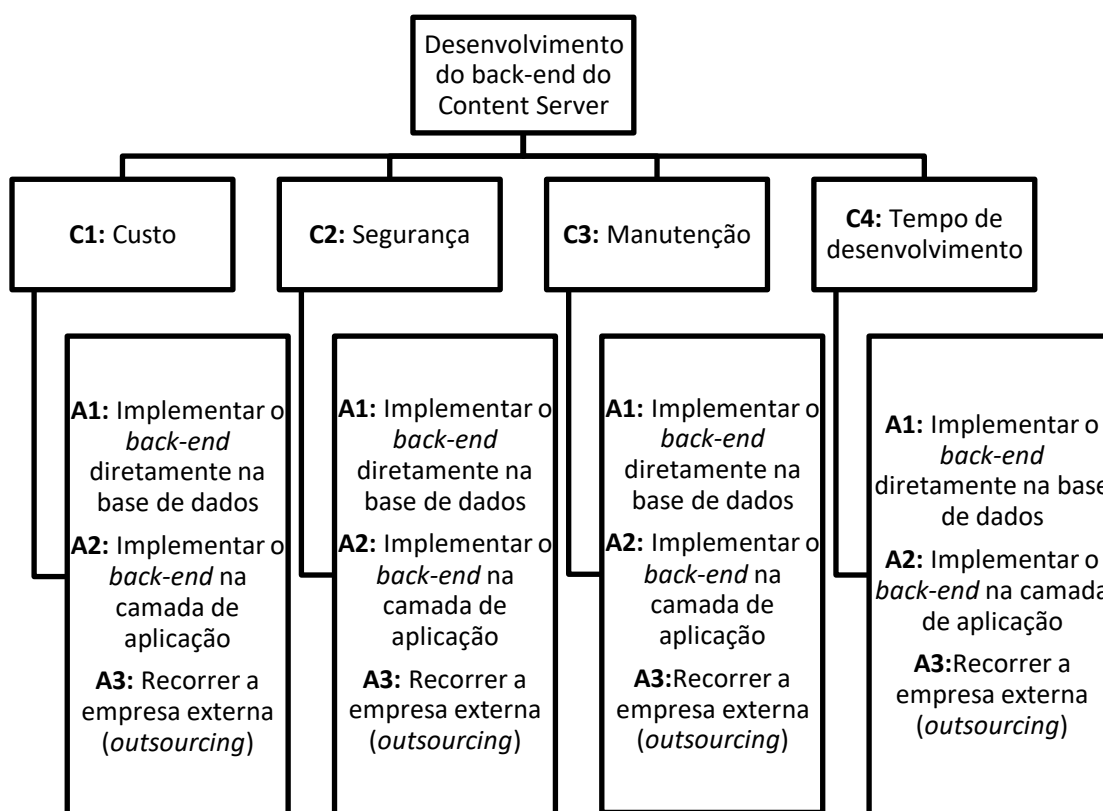 Desenvolvimento
do back-end do
Content Server
C1: Custo
C2: Segurança
C3: Manutenção
C4: Tempo de
desenvolvimento
A1: Implementar o
back-end
diretamente na
base de dados
A2: Implementar o
back-end na
camada de
aplicação
A3: Recorrer a
empresa externa
(outsourcing)
A1: Implementar o
back-end
diretamente na
base de dados
A2: Implementar o
back-end na
camada de
aplicação
A3: Recorrer a
empresa externa
(outsourcing)
A1: Implementar o
back-end
diretamente na
base de dados
A2: Implementar o
back-end na
camada de
aplicação
A3:Recorrer a
empresa externa
(outsourcing)
A1: Implementar o
back-end
diretamente na base
de dados
A2: Implementar o
back-end na camada
de aplicação
A3:Recorrer a
empresa externa
(outsourcing)